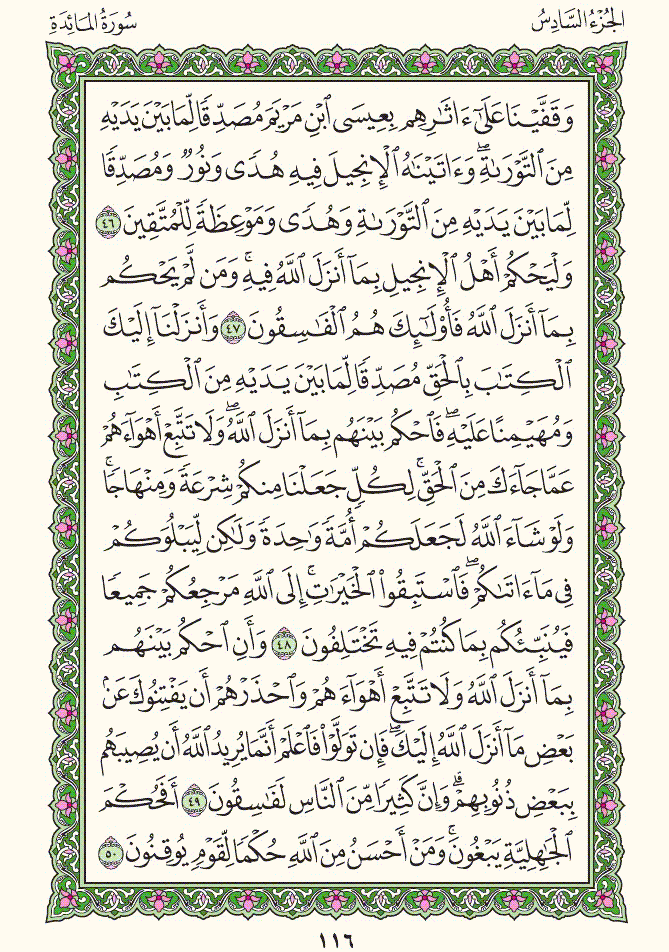 الجُزْءُ السَّادِسُ
سُورَةُ المَائِدَةِ
وَقَفَّيْنَا عَلَىٰٓ ءَاثَٰرِهِم بِعِيسَى ٱبْنِ مَرْيَمَ مُصَدِّقًا لِّمَا بَيْنَ يَدَيْهِ
مِنَ ٱلتَّوْرَىٰةِۖ وَءَاتَيْنَٰهُ ٱلْإِنجِيلَ فِيهِ هُدًى وَنُورٌ وَمُصَدِّقًا
لِّمَا بَيْنَ يَدَيْهِ مِنَ ٱلتَّوْرَىٰةِ وَهُدًى وَمَوْعِظَةً لِّلْمُتَّقِينَ ٤٦
وَلْيَحْكُمْ أَهْلُ ٱلْإِنجِيلِ بِمَآ أَنزَلَ ٱللَّهُ فِيهِۚ وَمَن لَّمْ يَحْكُم
بِمَآ أَنزَلَ ٱللَّهُ فَأُو۟لَٰٓئِكَ هُمُ ٱلْفَٰسِقُونَ ٤٧ وَأَنزَلْنَآ إِلَيْكَ
ٱلْكِتَٰبَ بِٱلْحَقِّ مُصَدِّقًا لِّمَا بَيْنَ يَدَيْهِ مِنَ ٱلْكِتَٰبِ
وَمُهَيْمِنًا عَلَيْهِۖ فَٱحْكُم بَيْنَهُم بِمَآ أَنزَلَ ٱللَّهُۖ وَلَا تَتَّبِعْ أَهْوَآءَهُمْ
عَمَّا جَآءَكَ مِنَ ٱلْحَقِّۚ لِكُلٍّ جَعَلْنَا مِنكُمْ شِرْعَةً وَمِنْهَاجًاۚ
وَلَوْ شَآءَ ٱللَّهُ لَجَعَلَكُمْ أُمَّةً وَٰحِدَةً وَلَٰكِن لِّيَبْلُوَكُمْ
فِى مَآ ءَاتَىٰكُمْۖ فَٱسْتَبِقُوا۟ ٱلْخَيْرَٰتِۚ إِلَى ٱللَّهِ مَرْجِعُكُمْ جَمِيعًا
فَيُنَبِّئُكُم بِمَا كُنتُمْ فِيهِ تَخْتَلِفُونَ ٤٨ وَأَنِ ٱحْكُم بَيْنَهُم
بِمَآ أَنزَلَ ٱللَّهُ وَلَا تَتَّبِعْ أَهْوَآءَهُمْ وَٱحْذَرْهُمْ أَن يَفْتِنُوكَ عَنۢ
بَعْضِ مَآ أَنزَلَ ٱللَّهُ إِلَيْكَۖ فَإِن تَوَلَّوْا۟ فَٱعْلَمْ أَنَّمَا يُرِيدُ ٱللَّهُ أَن يُصِيبَهُم
بِبَعْضِ ذُنُوبِهِمْۗ وَإِنَّ كَثِيرًا مِّنَ ٱلنَّاسِ لَفَٰسِقُونَ ٤٩ أَفَحُكْمَ
ٱلْجَٰهِلِيَّةِ يَبْغُونَۚ وَمَنْ أَحْسَنُ مِنَ ٱللَّهِ حُكْمًا لِّقَوْمٍ يُوقِنُونَ ٥٠
١١٦